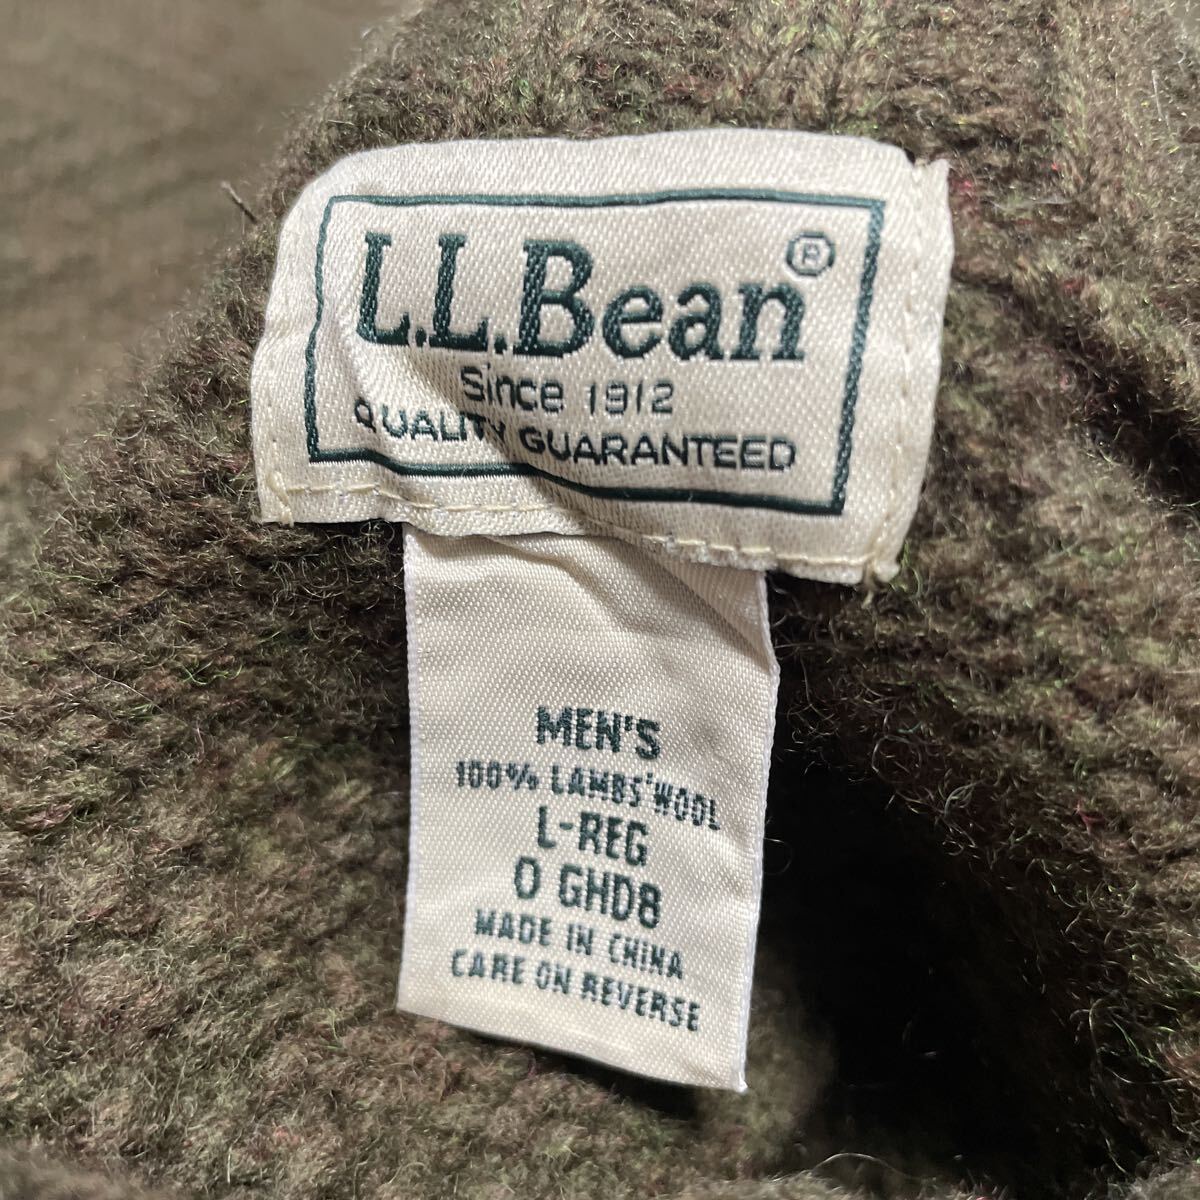 L.L.Bean®
Since 1912
QUALITY GUARANTEED
MEN'S
100% LAMBS'WOOL
L-REG
0 GHD8
MADE IN CHINA
CARE ON REVERSE